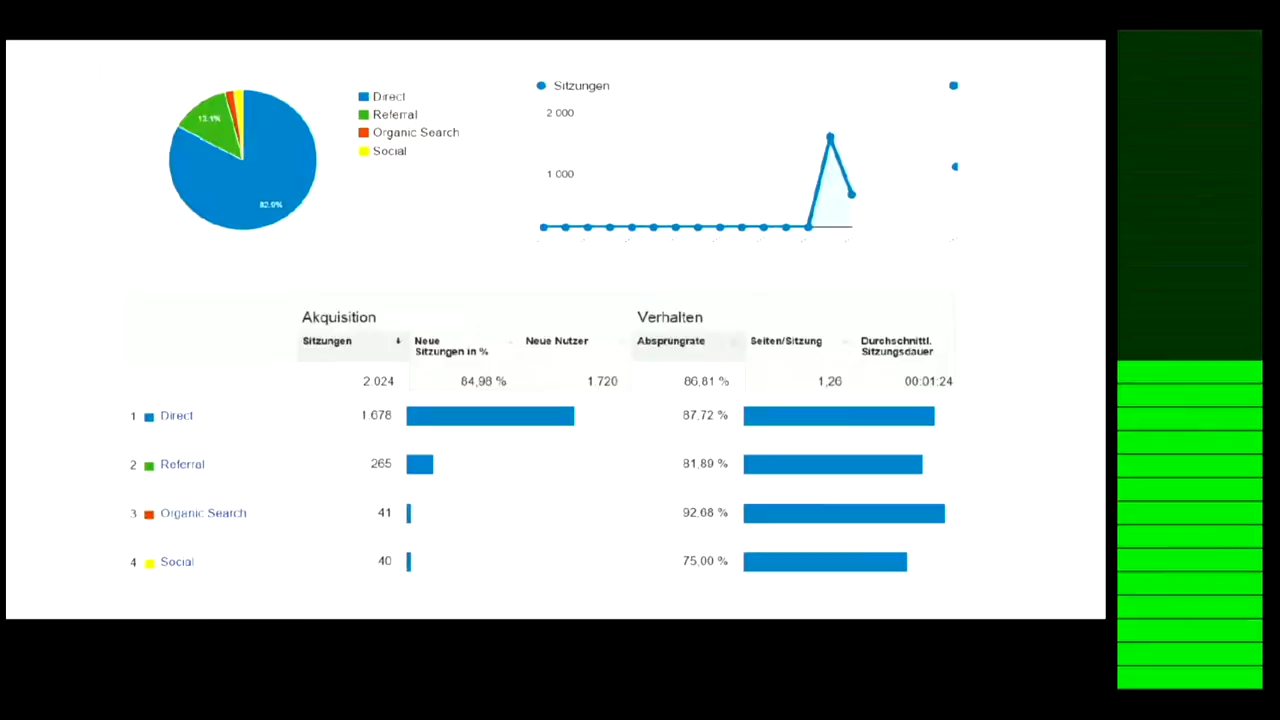 Direct
Referral
Organic Search
Social
13.1%
82.9%
Sitzungen
2 000
1 000
Akquisition
Verhalten
Sitzungen
Neue Sitzungen in %
Neue Nutzer
Absprungrate
Seiten/Sitzung
Durchschnittl. Sitzungsdauer
2.024 84,98 % 1.720 86,81 % 1,26 00:01:24
1 Direct 1 678 87,72 %
2 Referral 265 81,89 %
3 Organic Search 41 92,68 %
4 Social 40 75,00 %